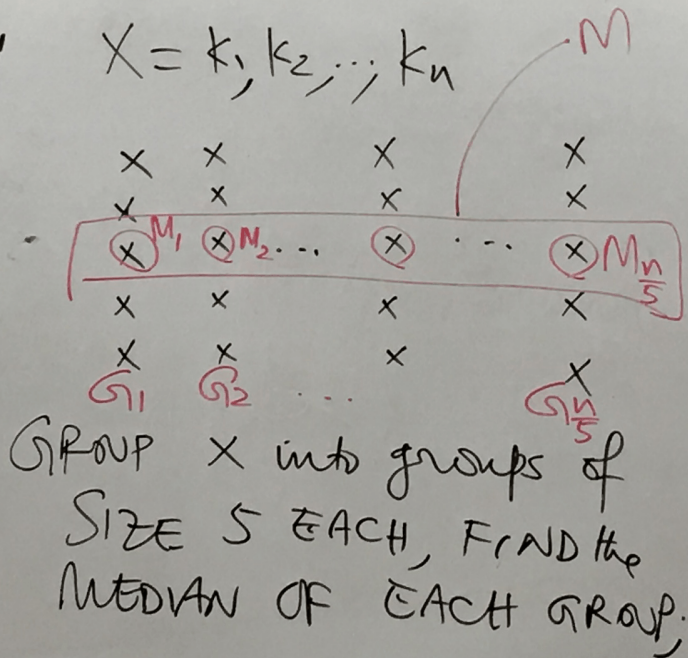 X = k1, k2, ..., kn
M
x x x x
x x x x
x M1 x M2 ... x ... x Mn/5
x x x x
x x x x
G1 G2 ... Gn/5
GROUP X into groups of
SIZE 5 EACH, FIND the
MEDIAN OF EACH GROUP;